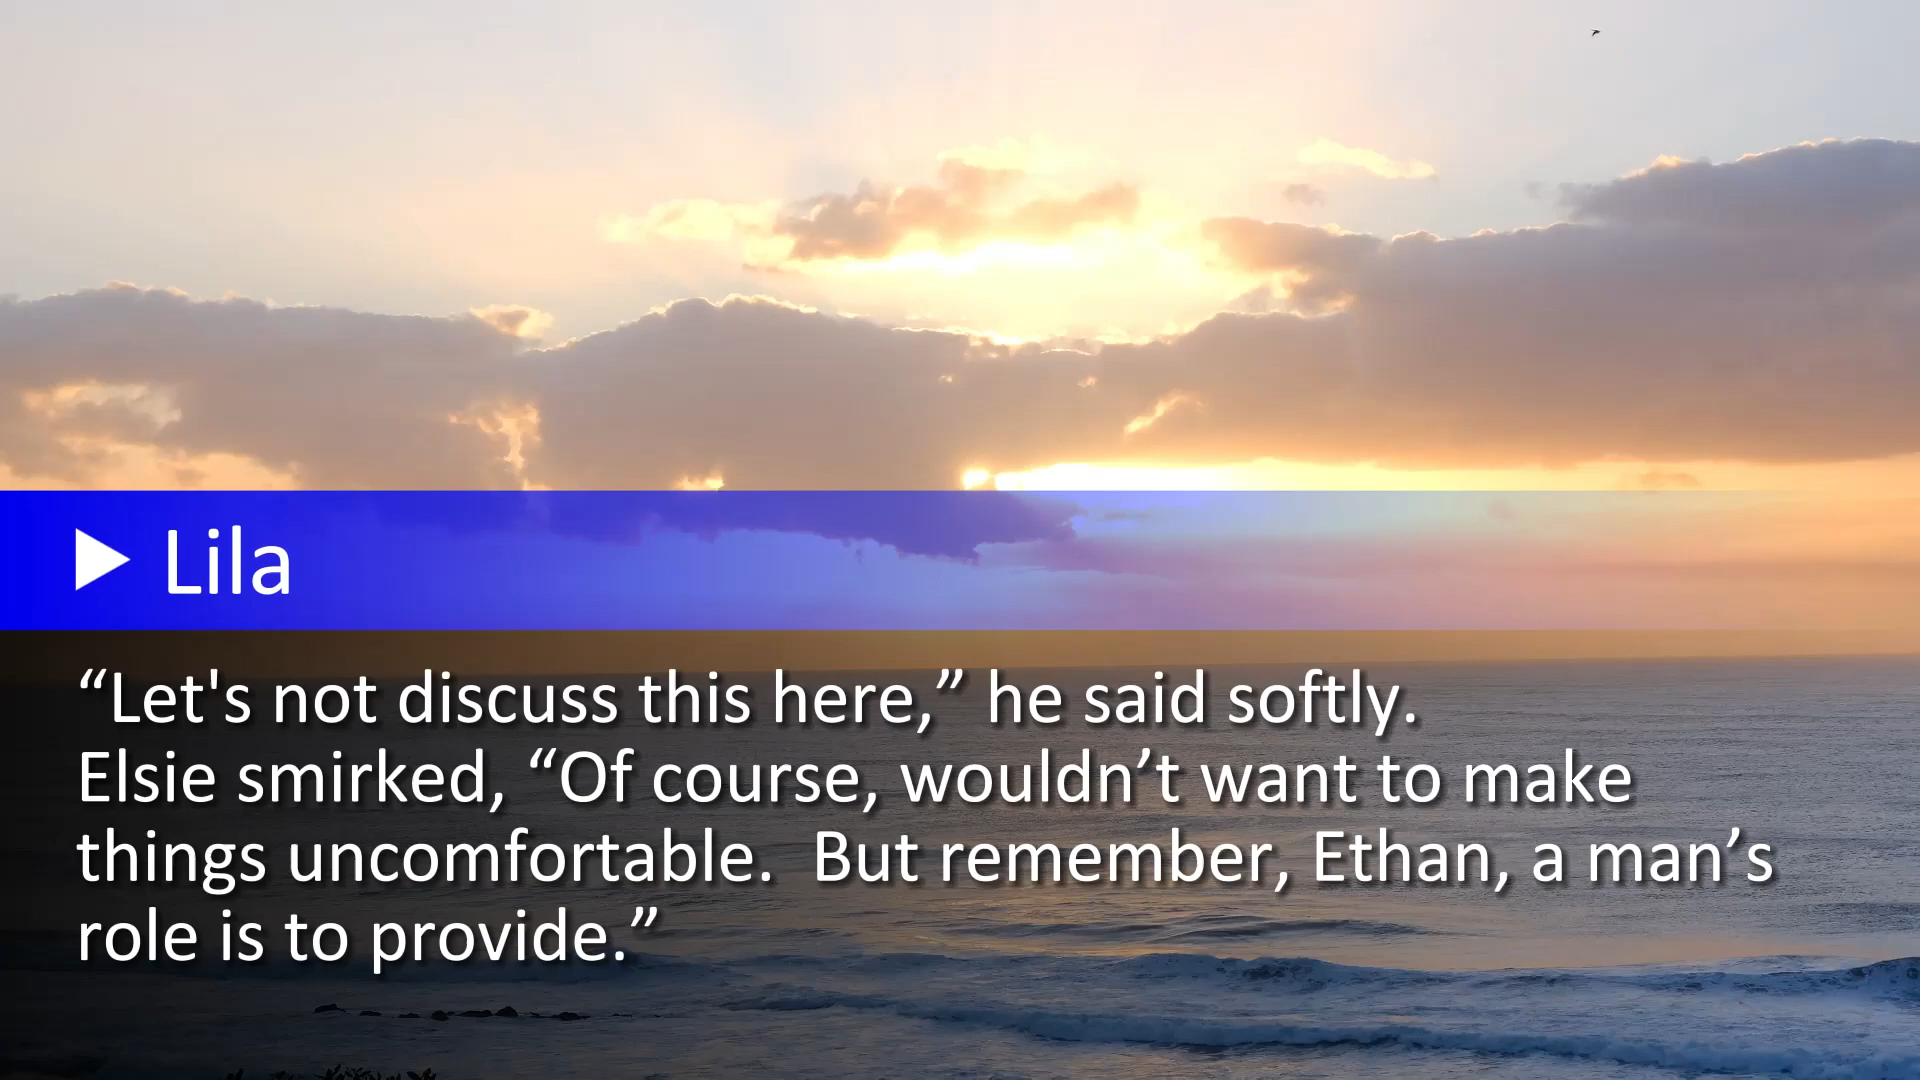 Lila
“Let's not discuss this here,” he said softly.
Elsie smirked, “Of course, wouldn’t want to make
things uncomfortable.  But remember, Ethan, a man’s
role is to provide.”